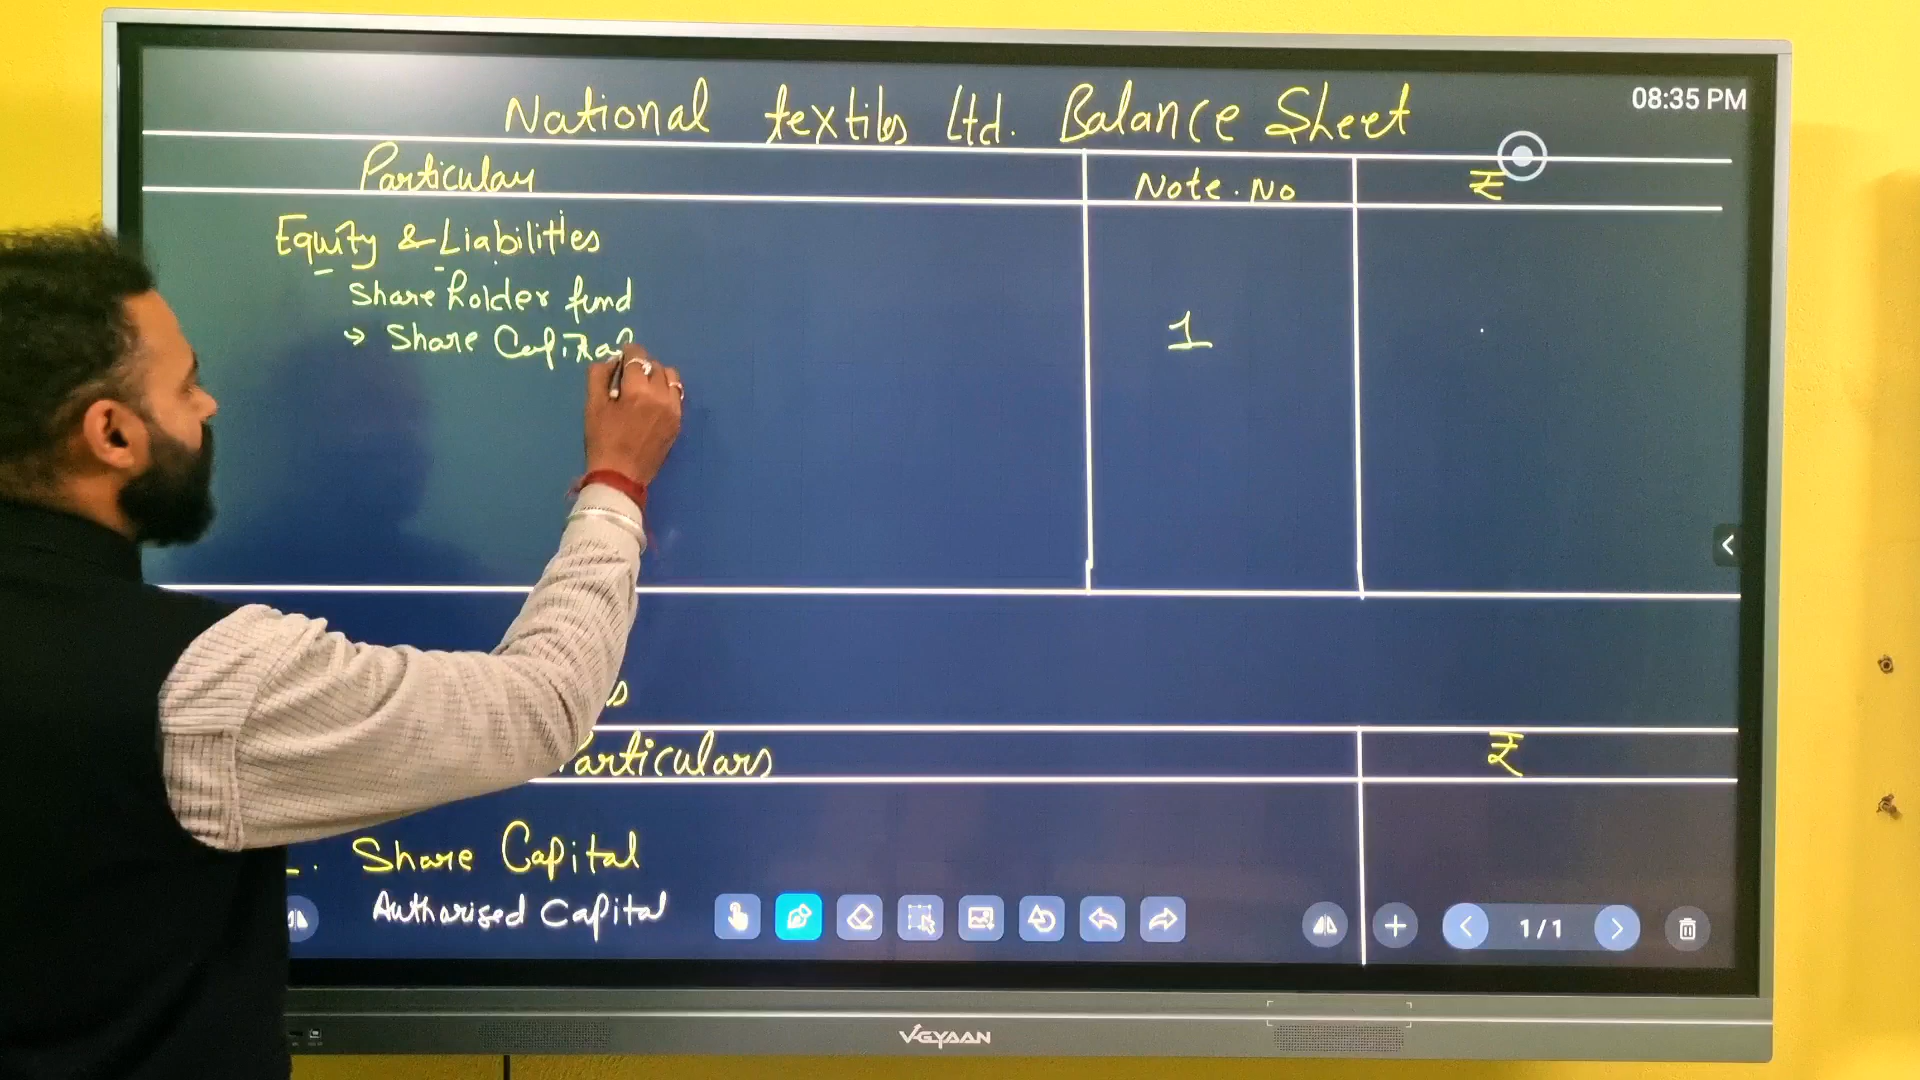 08:35 PM
National textiles Ltd. Balance Sheet
Particulars Note. No ₹
Equity & Liabilities
Share holder fund
→ Share Capital 1
s
Particulars ₹
1. Share Capital
Authorised Capital
1/1
VGYAAN